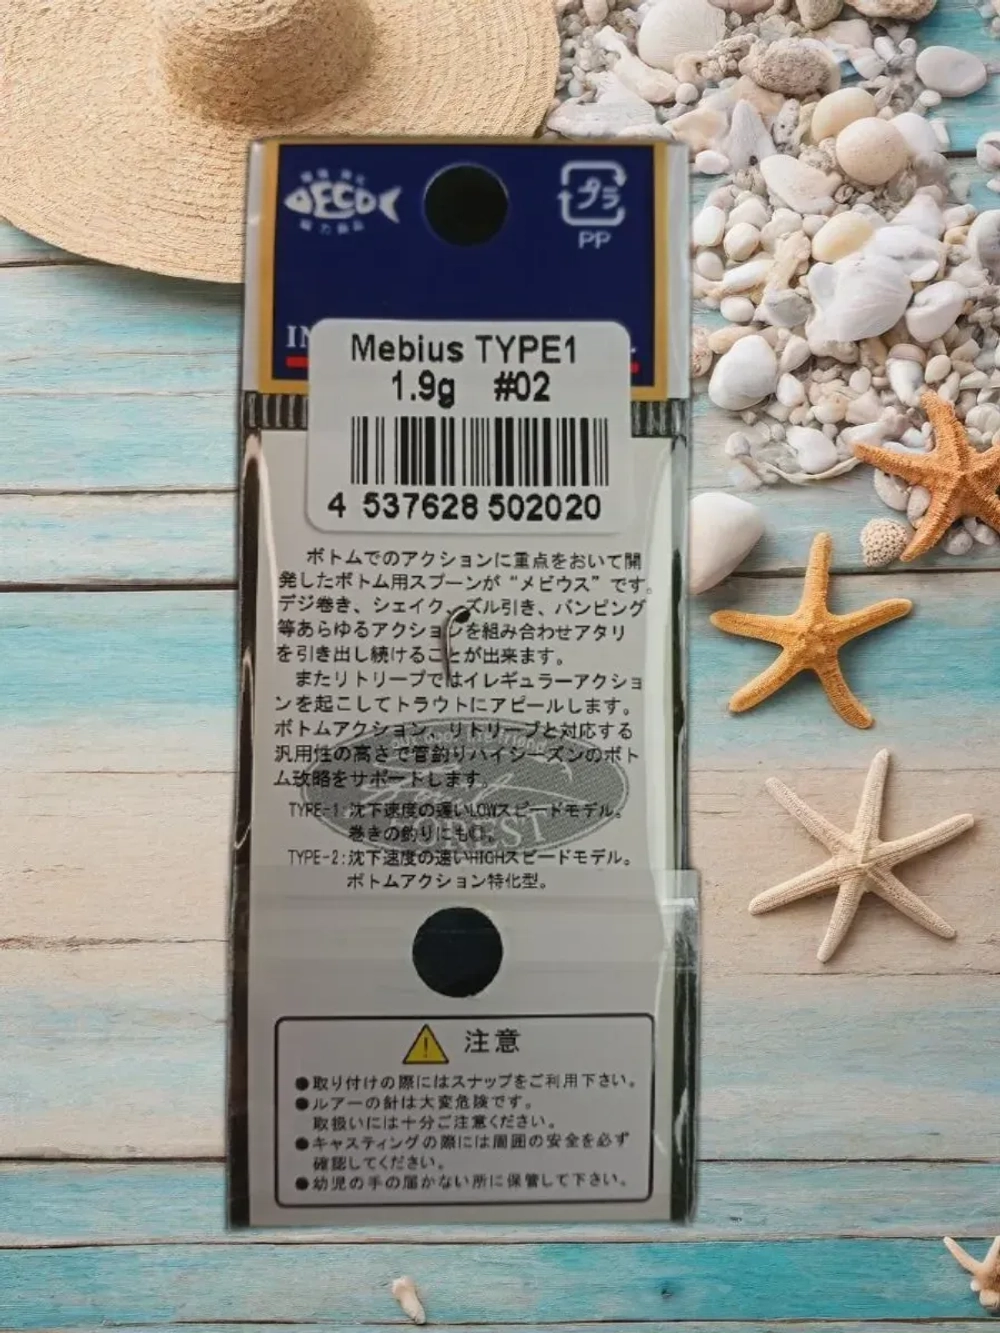 DECO
プラ
PP
Mebius TYPE1
1.9g #02
4 537628 502020
ボトムでのアクションに重点をおいて開
発したボトム用スプーンが“メビウス”です。
デジ巻き、シェイク、ズル引き、バンピング
等あらゆるアクションを組み合わせアタリ
を引き出し続けることが出来ます。
またリトリーブではイレギュラーアクショ
ンを起こしてトラウトにアピールします。
ボトムアクション、リトリーブと対応する
汎用性の高さで管釣りハイシーズンのボト
ム攻略をサポートします。
FOREST
TYPE-1:沈下速度の遅いLOWスピードモデル。
巻きの釣りにも◎。
TYPE-2:沈下速度の速いHIGHスピードモデル。
ボトムアクション特化型。
注意
●取り付けの際にはスナップをご利用下さい。
●ルアーの針は大変危険です。
取扱いには十分ご注意ください。
●キャスティングの際には周囲の安全を必ず
確認してください。
●幼児の手の届かない所に保管して下さい。